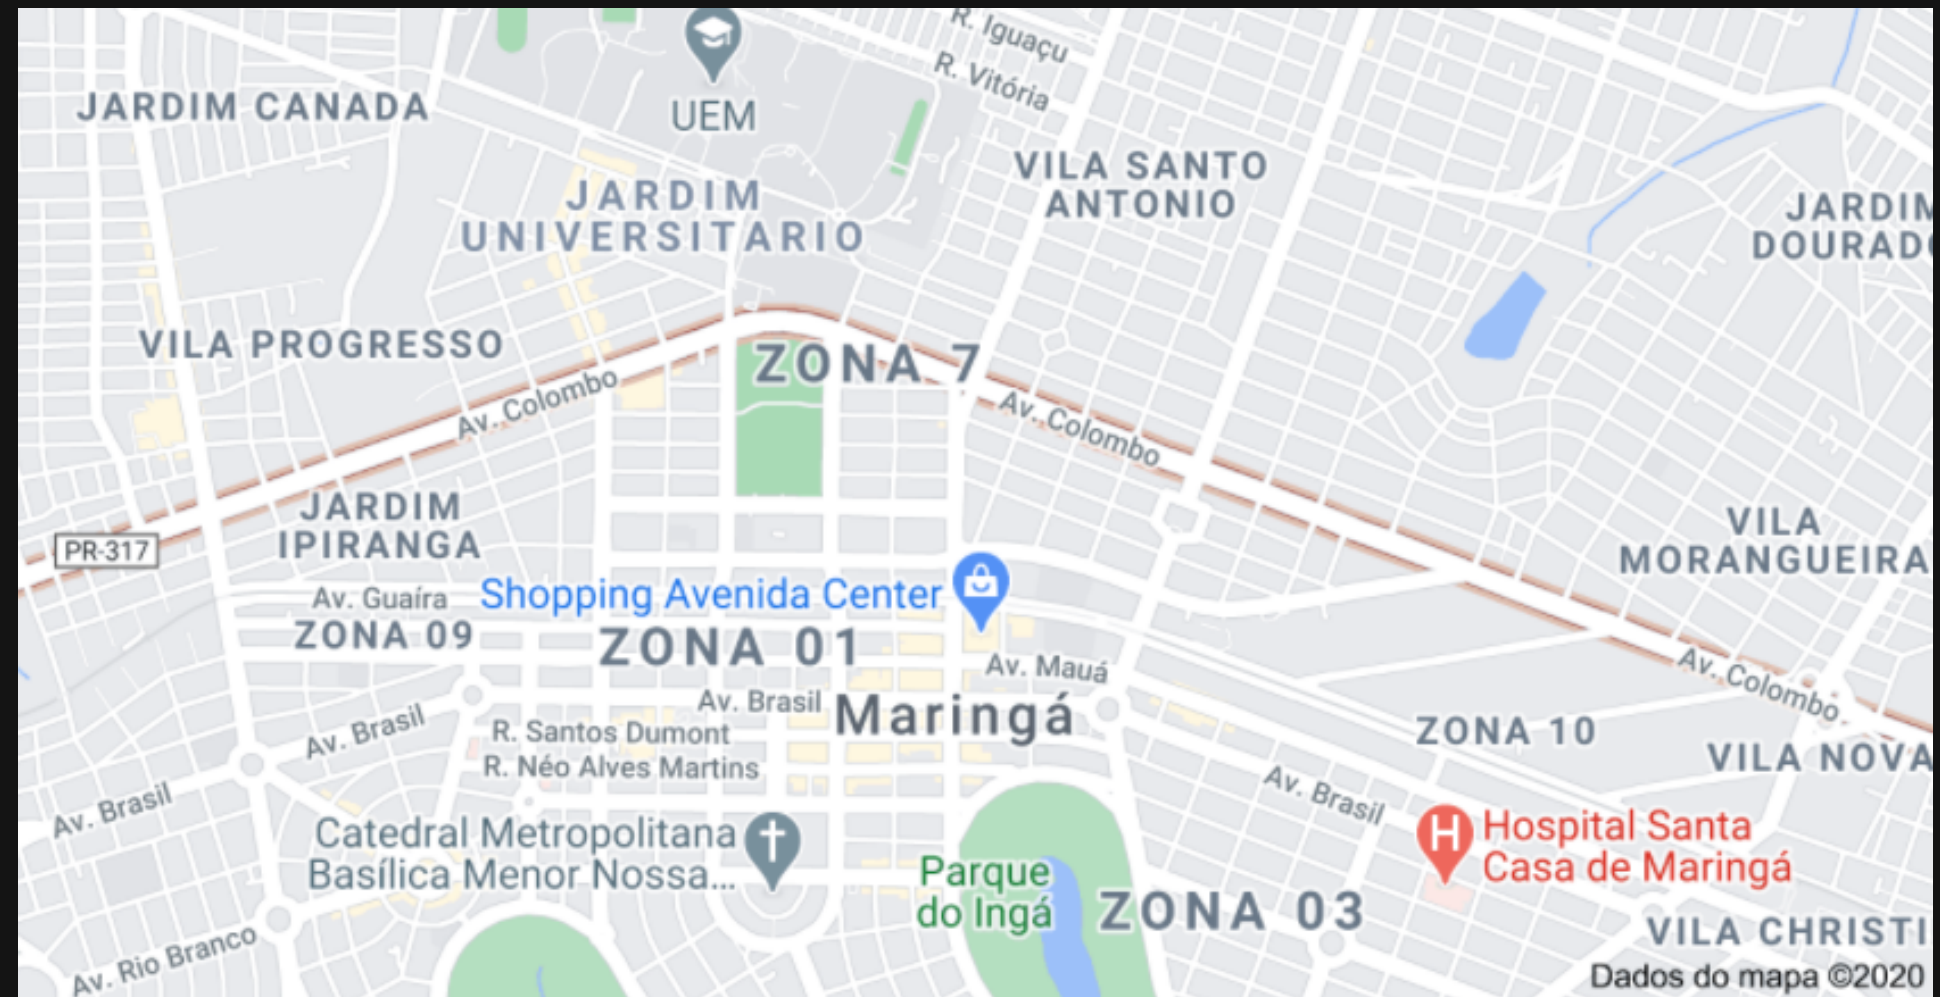 R. Iguaçu
R. Vitória
JARDIM CANADA
UEM
VILA SANTO
ANTONIO
JARDIM
UNIVERSITARIO
JARDIM
DOURADO
VILA PROGRESSO
ZONA 7
Av. Colombo
Av. Colombo
JARDIM
IPIRANGA
VILA
MORANGUEIRA
PR-317
Av. Guaíra
Shopping Avenida Center
ZONA 09
ZONA 01
Av. Mauá
Av. Colombo
Av. Brasil
Maringá
Av. Brasil
R. Santos Dumont
R. Néo Alves Martins
ZONA 10
VILA NOVA
Av. Brasil
Av. Brasil
Catedral Metropolitana
Basílica Menor Nossa...
Hospital Santa
Casa de Maringá
Parque
do Ingá
ZONA 03
VILA CHRISTI
Av. Rio Branco
Dados do mapa ©2020